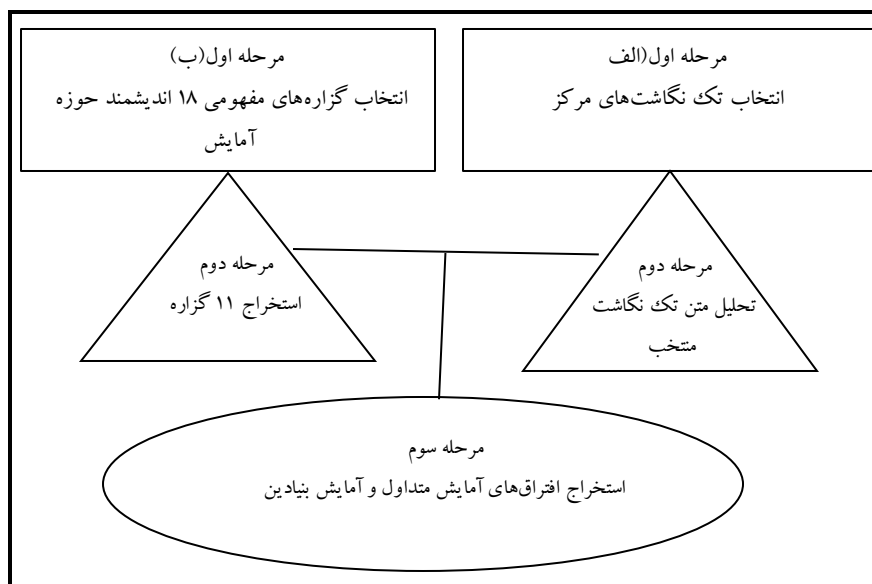 مرحله اول(الف
انتخاب تک نگاشت‌های مرکز
مرحله اول(ب)
انتخاب گزاره‌های مفهومی ۱۸ اندیشمند حوزه
آمایش
مرحله دوم
تحلیل متن تک نگاشت
منتخب
مرحله دوم
استخراج ۱۱ گزاره
مرحله سوم
استخراج افتراق‌های آمایش متداول و آمایش بنیادین